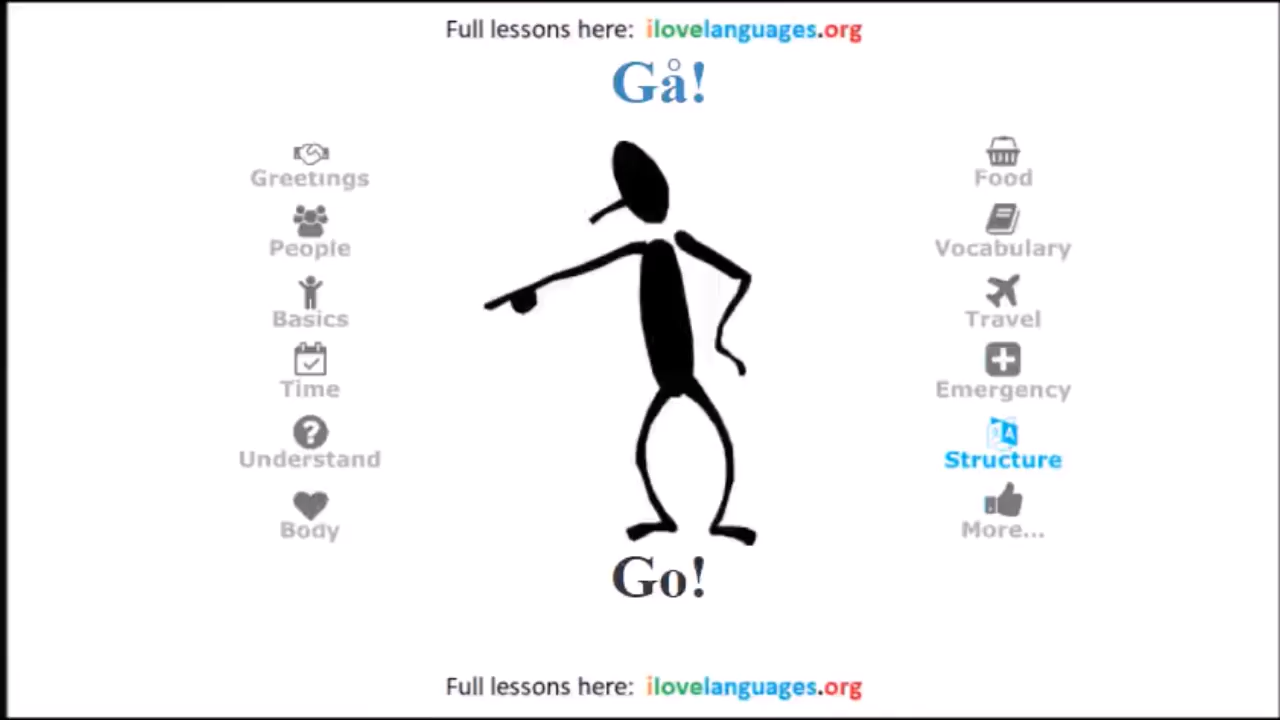 Full lessons here: ilovelanguages.org
Gå!
Greetings
People
Basics
Time
Understand
Body
Food
Vocabulary
Travel
Emergency
Structure
More...
Go!
Full lessons here: ilovelanguages.org